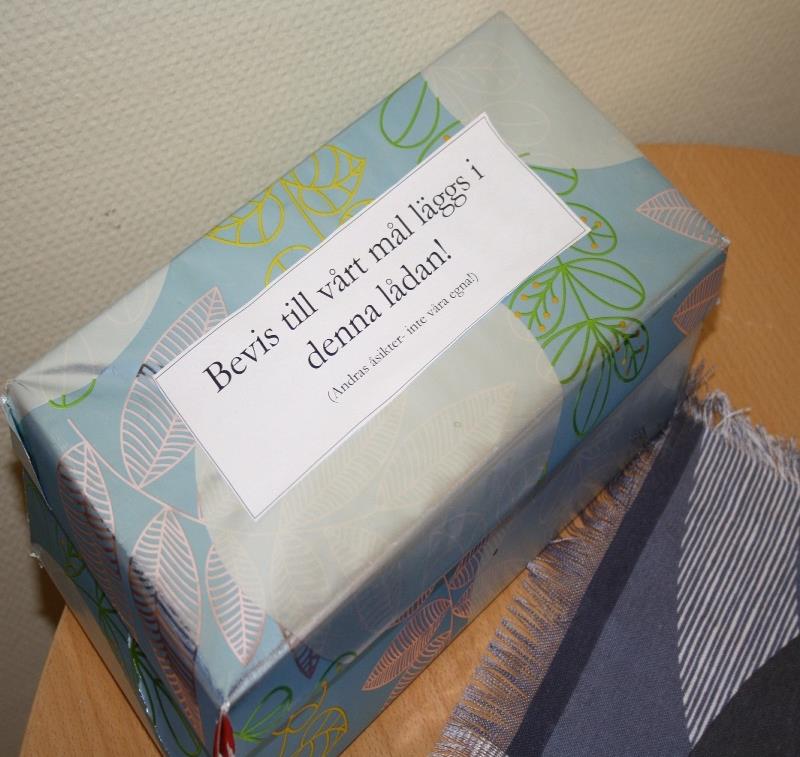 Bevis till vårt mål läggs i
denna lådan!
(Andras åsikter- inte våra egna!)